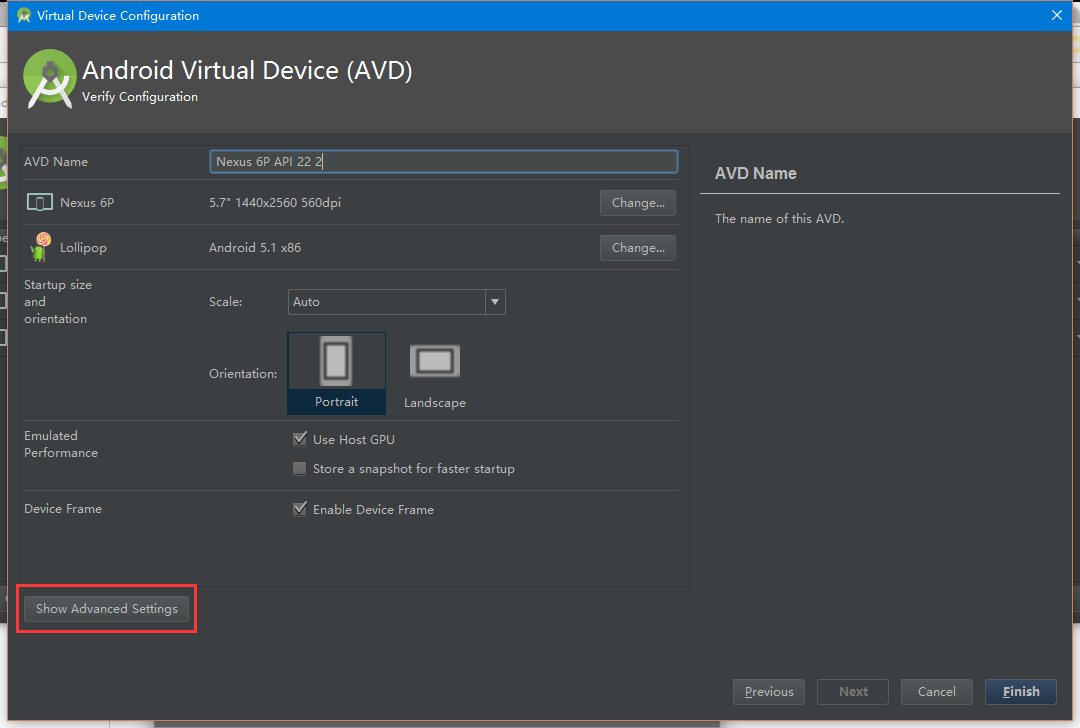 Virtual Device Configuration
Android Virtual Device (AVD)
Verify Configuration
AVD Name
Nexus 6P API 22 2
Nexus 6P
5.7" 1440x2560 560dpi
Change...
Lollipop
Android 5.1 x86
Change...
Startup size
and
orientation
Scale:
Auto
Orientation:
Portrait
Landscape
Emulated
Performance
Use Host GPU
Store a snapshot for faster startup
Device Frame
Enable Device Frame
Show Advanced Settings
AVD Name
The name of this AVD.
Previous
Next
Cancel
Finish